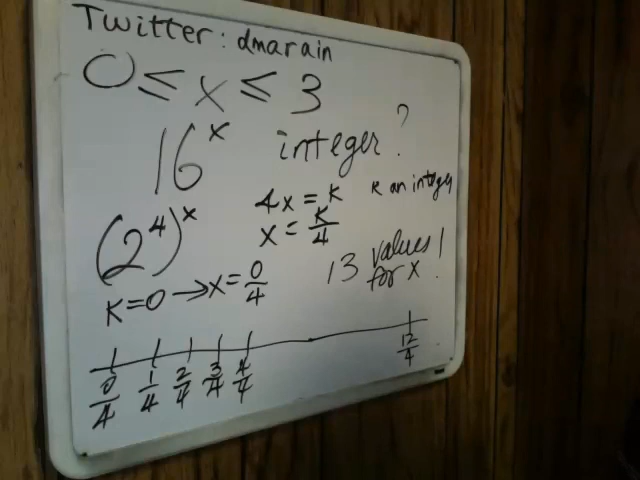 Twitter: dmarain
0 ≤ x ≤ 3
16^x integer?
(2^4)^x
4x = k k an integer
x = k/4
K=0 → x = 0/4
13 values
for x!
0/4 1/4 2/4 3/4 4/4 12/4